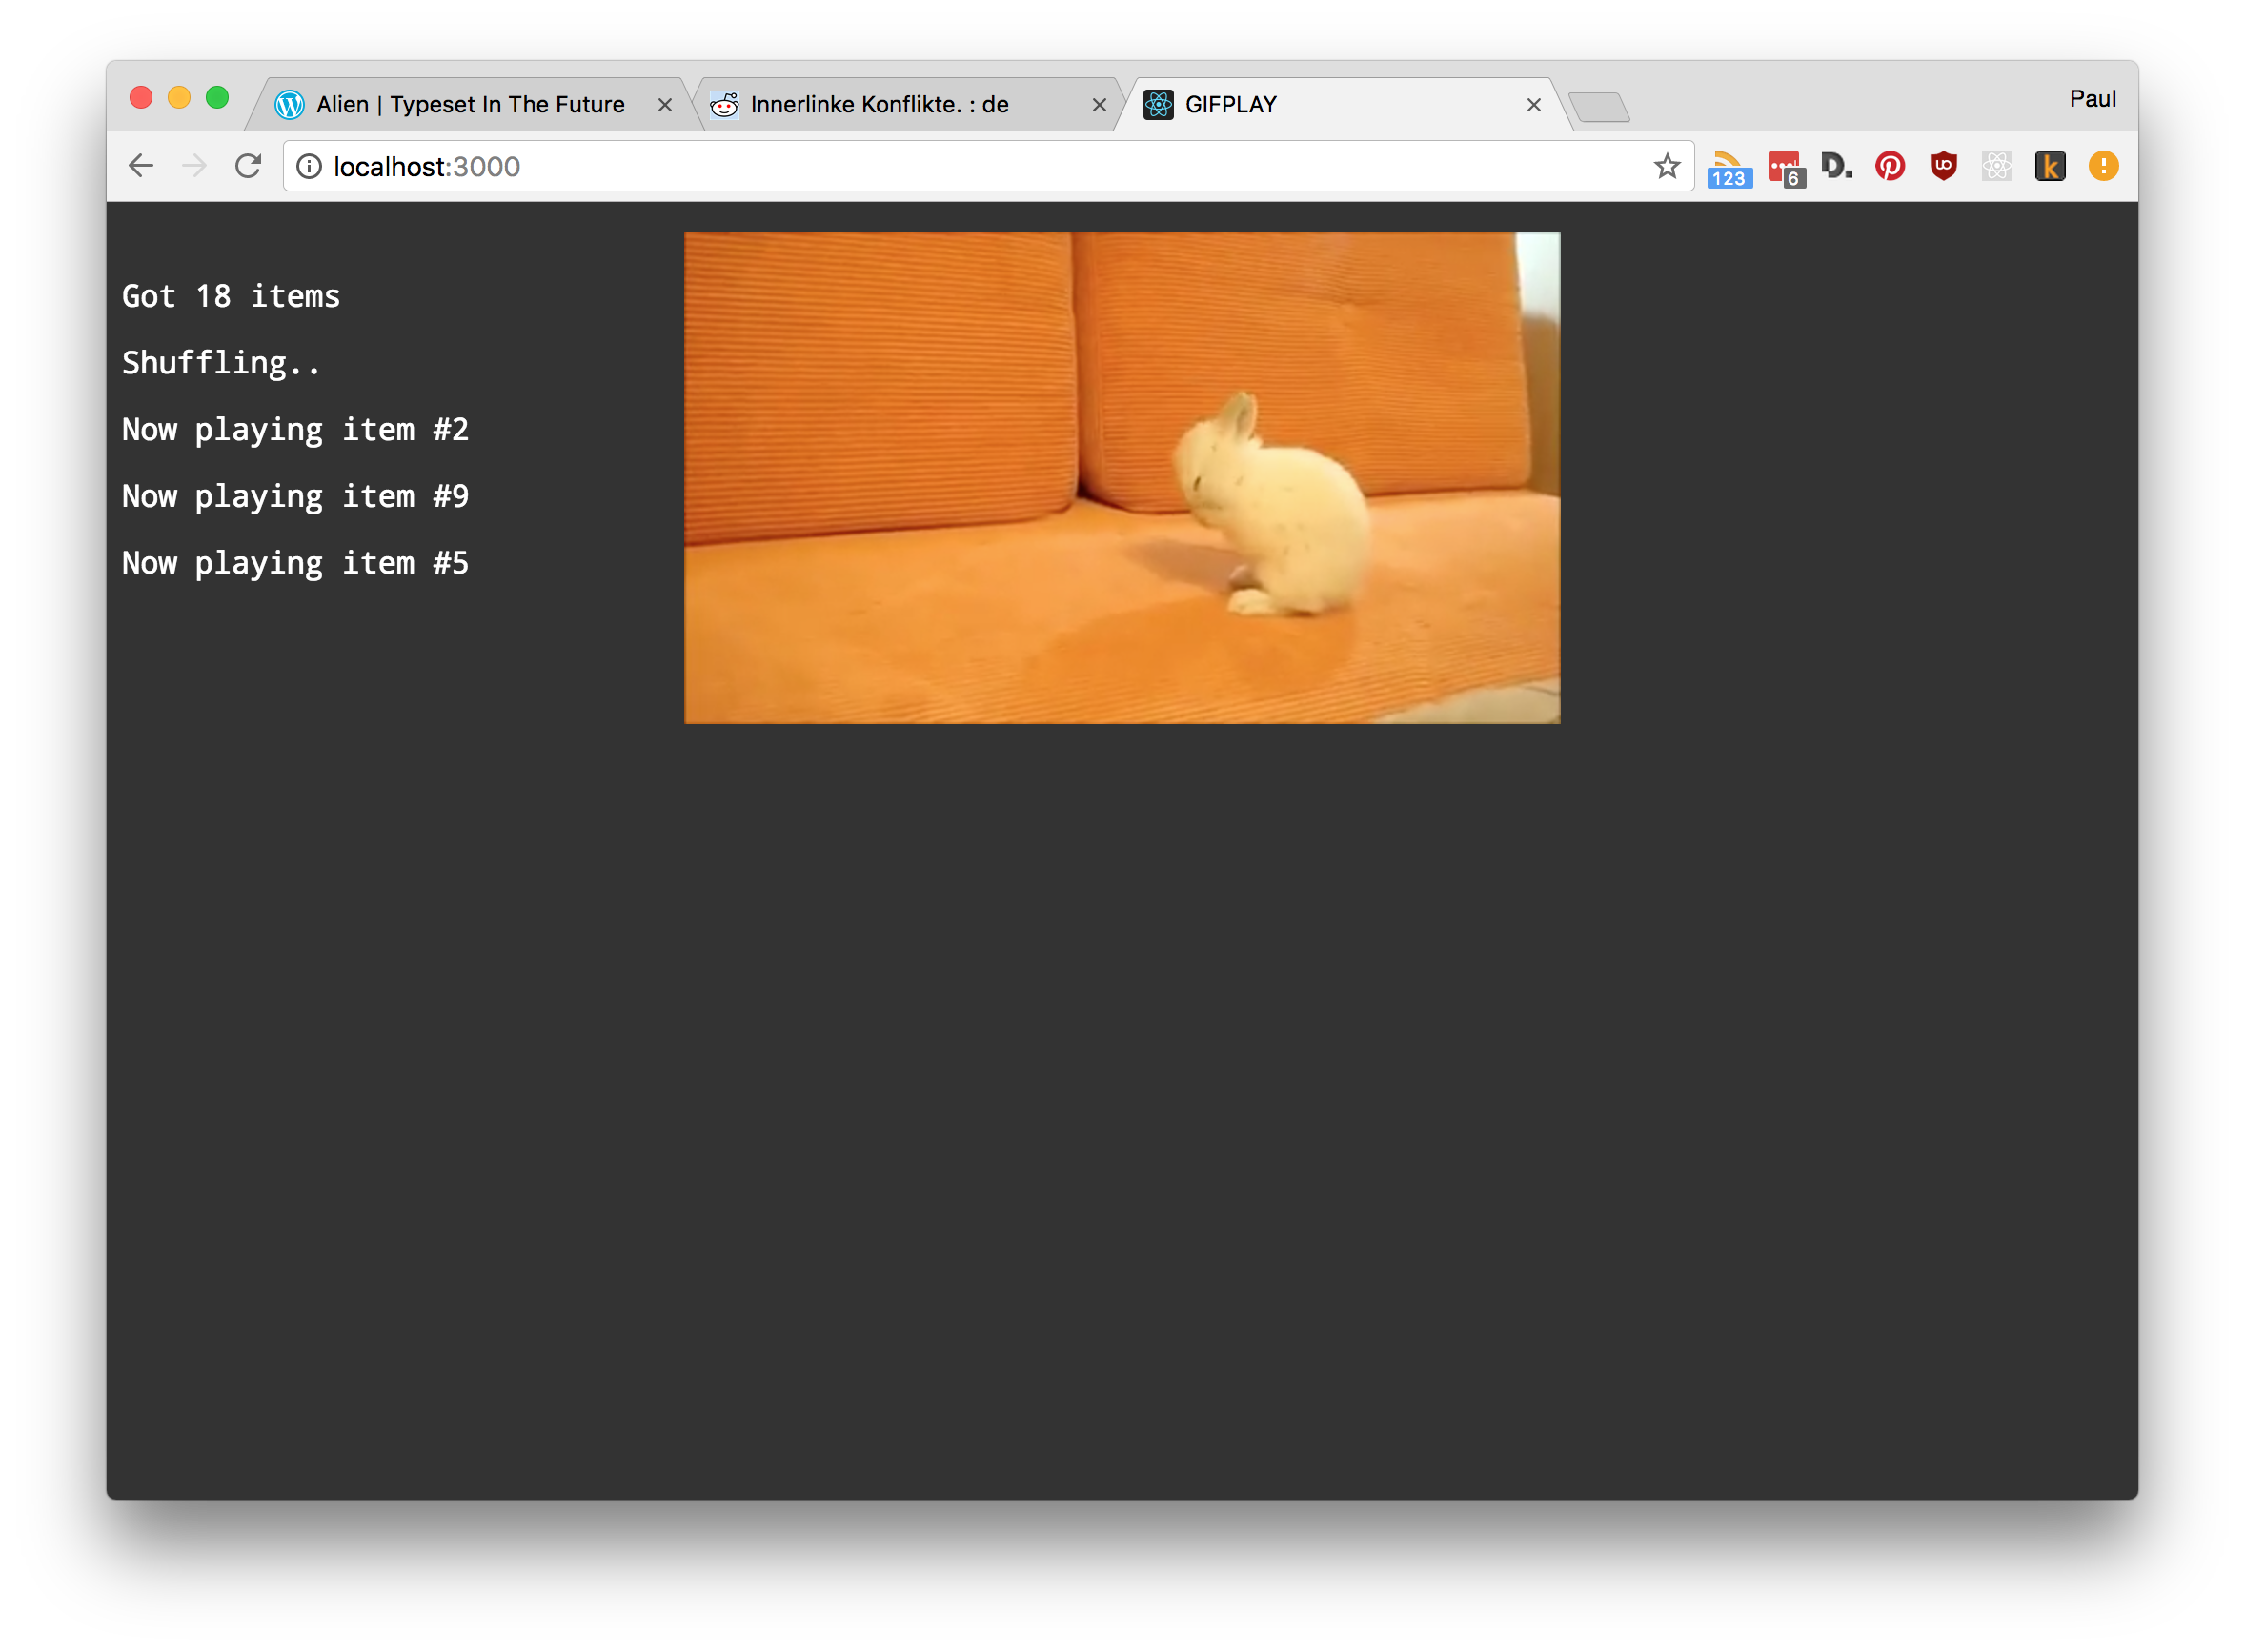 Alien | Typeset In The Future
Innerlinke Konflikte. : de
GIFPLAY
Paul
localhost:3000
123
6
D.
k
Got 18 items
Shuffling..
Now playing item #2
Now playing item #9
Now playing item #5